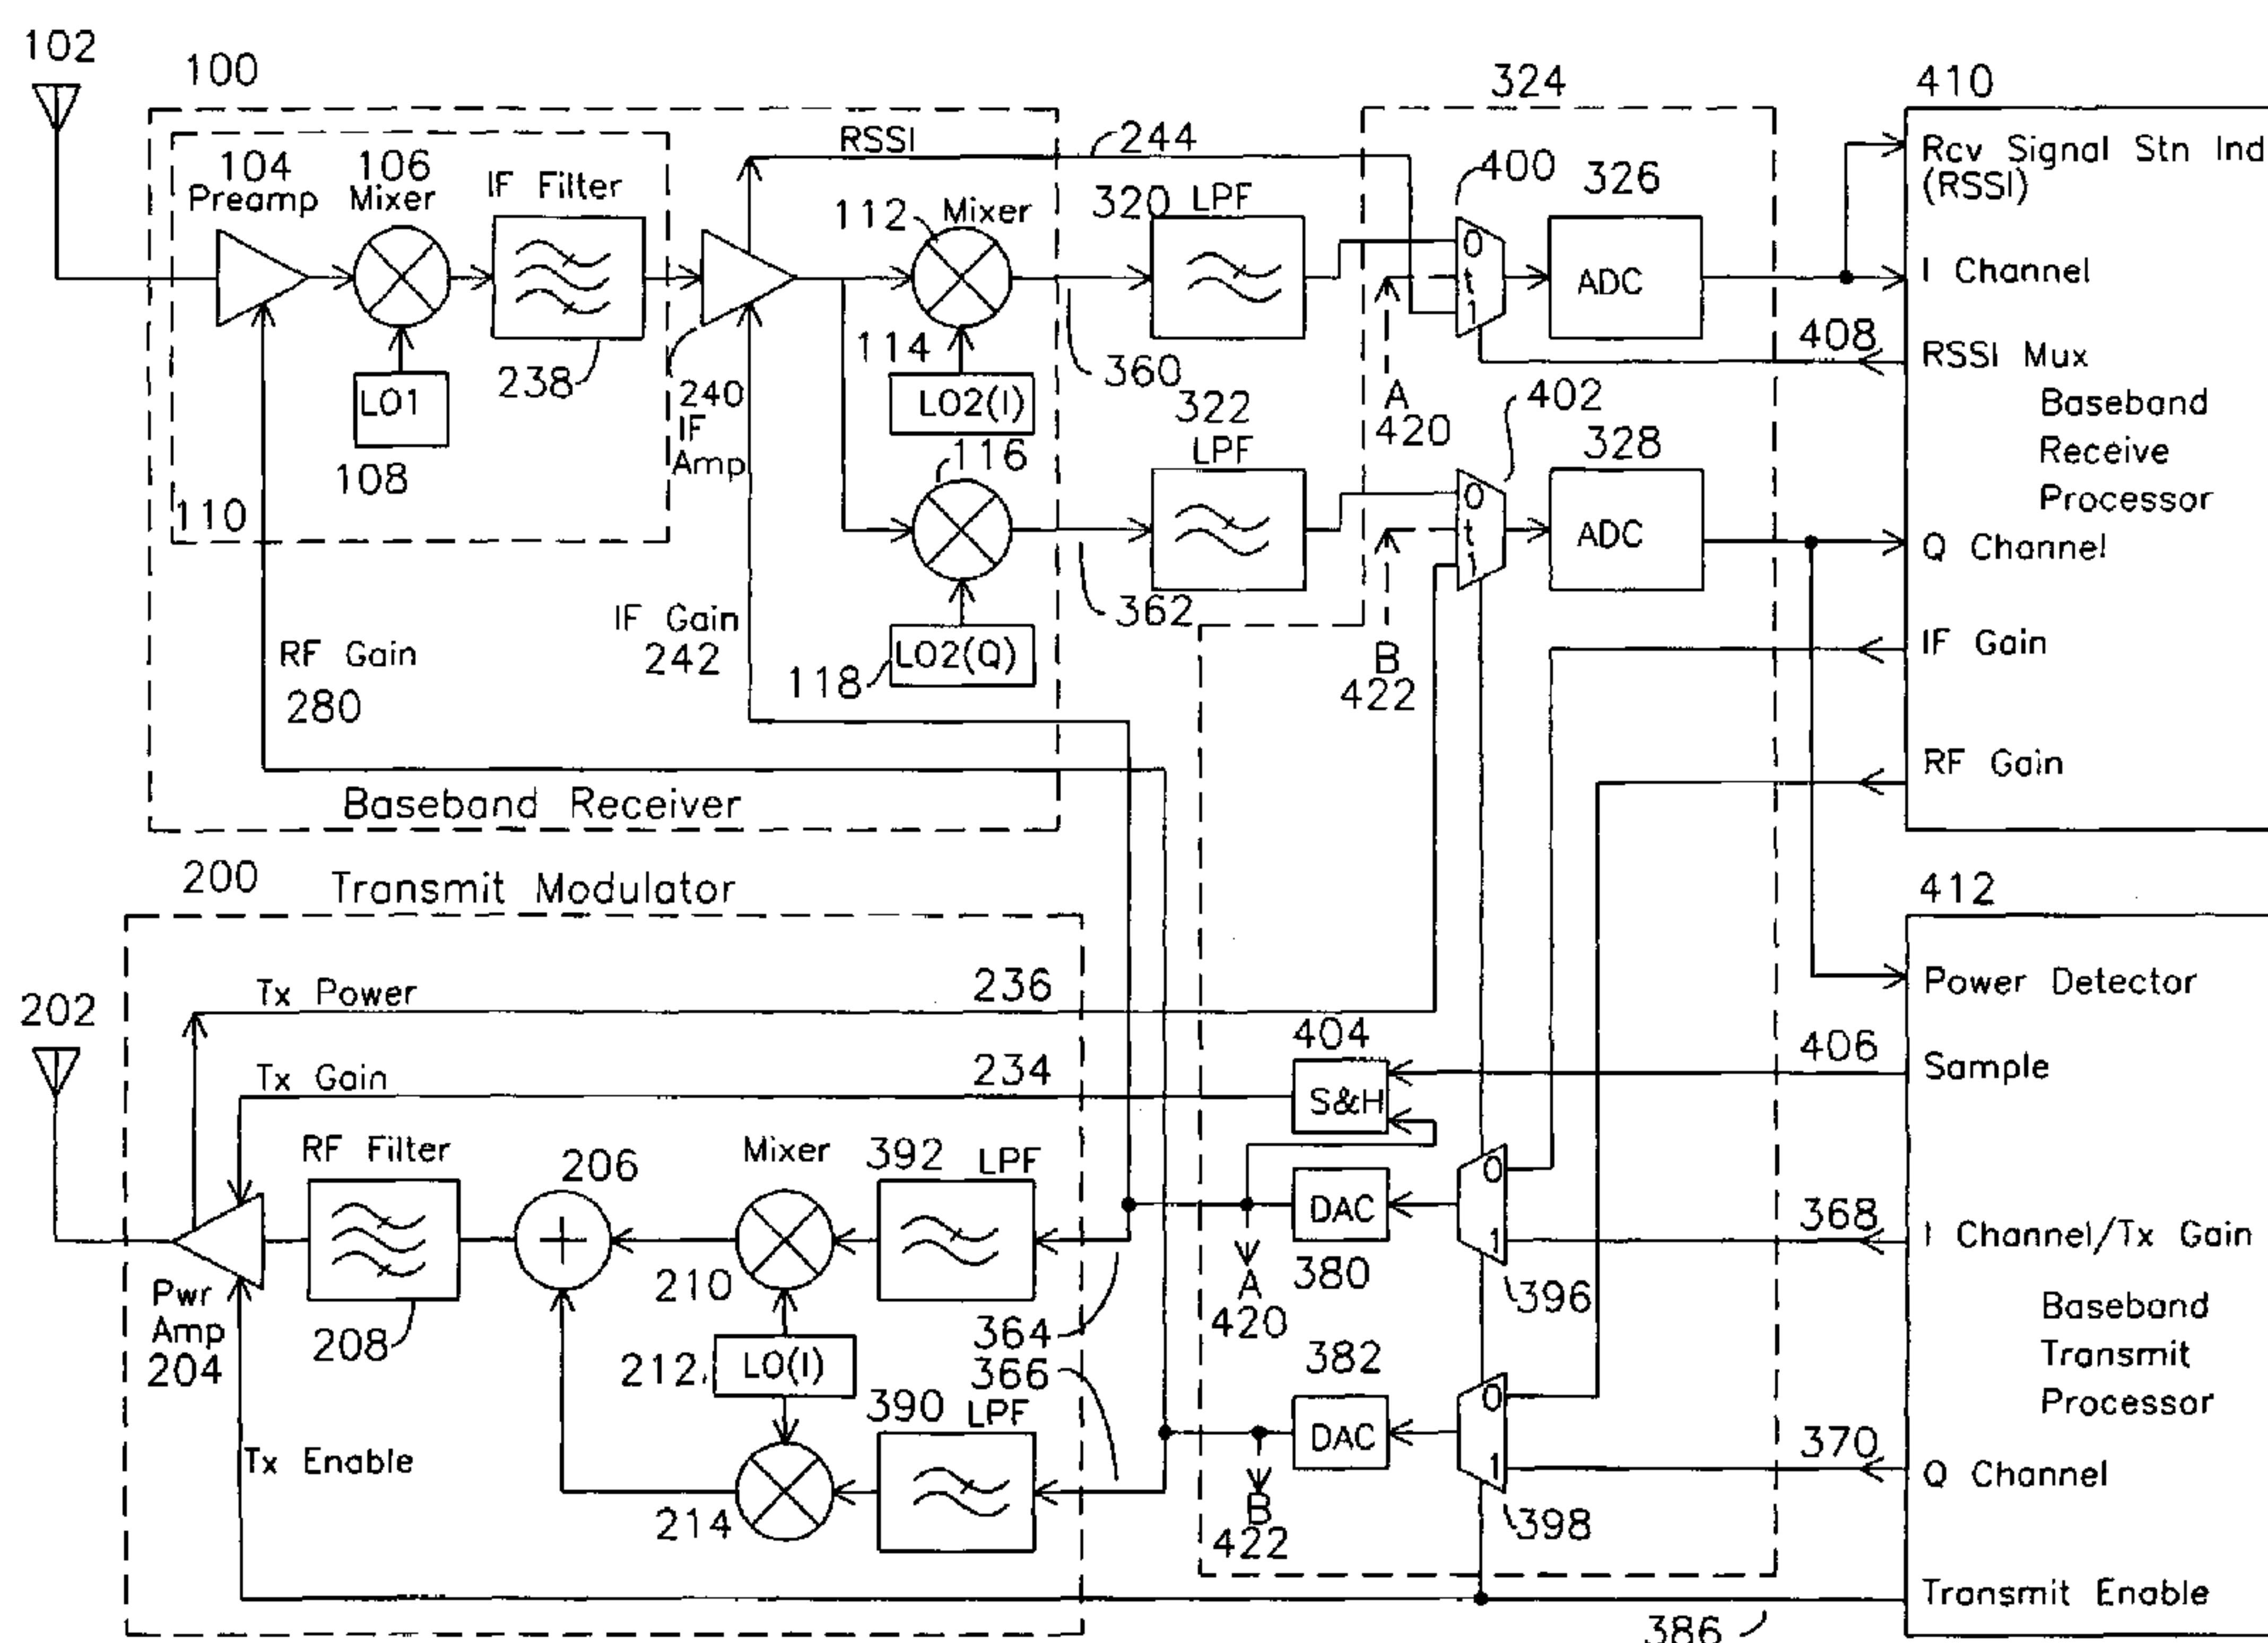 102
100
324
410
RSSI
244
Rcv Signal Stn Ind
(RSSI)
104
Preamp
106
Mixer
IF Filter
112
Mixer
320
LPF
400
326
0
t
1
ADC
I Channel
408
RSSI Mux
LO1
238
240
IF
Amp
114
LO2(I)
360
A
420
402
Baseband
Receive
Processor
108
110
116
322
LPF
328
0
t
1
ADC
Q Channel
362
IF Gain
242
118
LO2(Q)
B
422
IF Gain
RF Gain
280
RF Gain
Baseband Receiver
200
Transmit Modulator
412
Tx Power
236
Power Detector
202
404
406
Sample
Tx Gain
234
S&H
RF Filter
206
Mixer
392
LPF
0
1
DAC
368
I Channel/Tx Gain
Pwr
Amp
204
208
210
364
A
420
380
396
Baseband
Transmit
Processor
212
LO(I)
366
382
390
LPF
0
1
DAC
370
Q Channel
Tx Enable
214
B
422
398
Transmit Enable
386